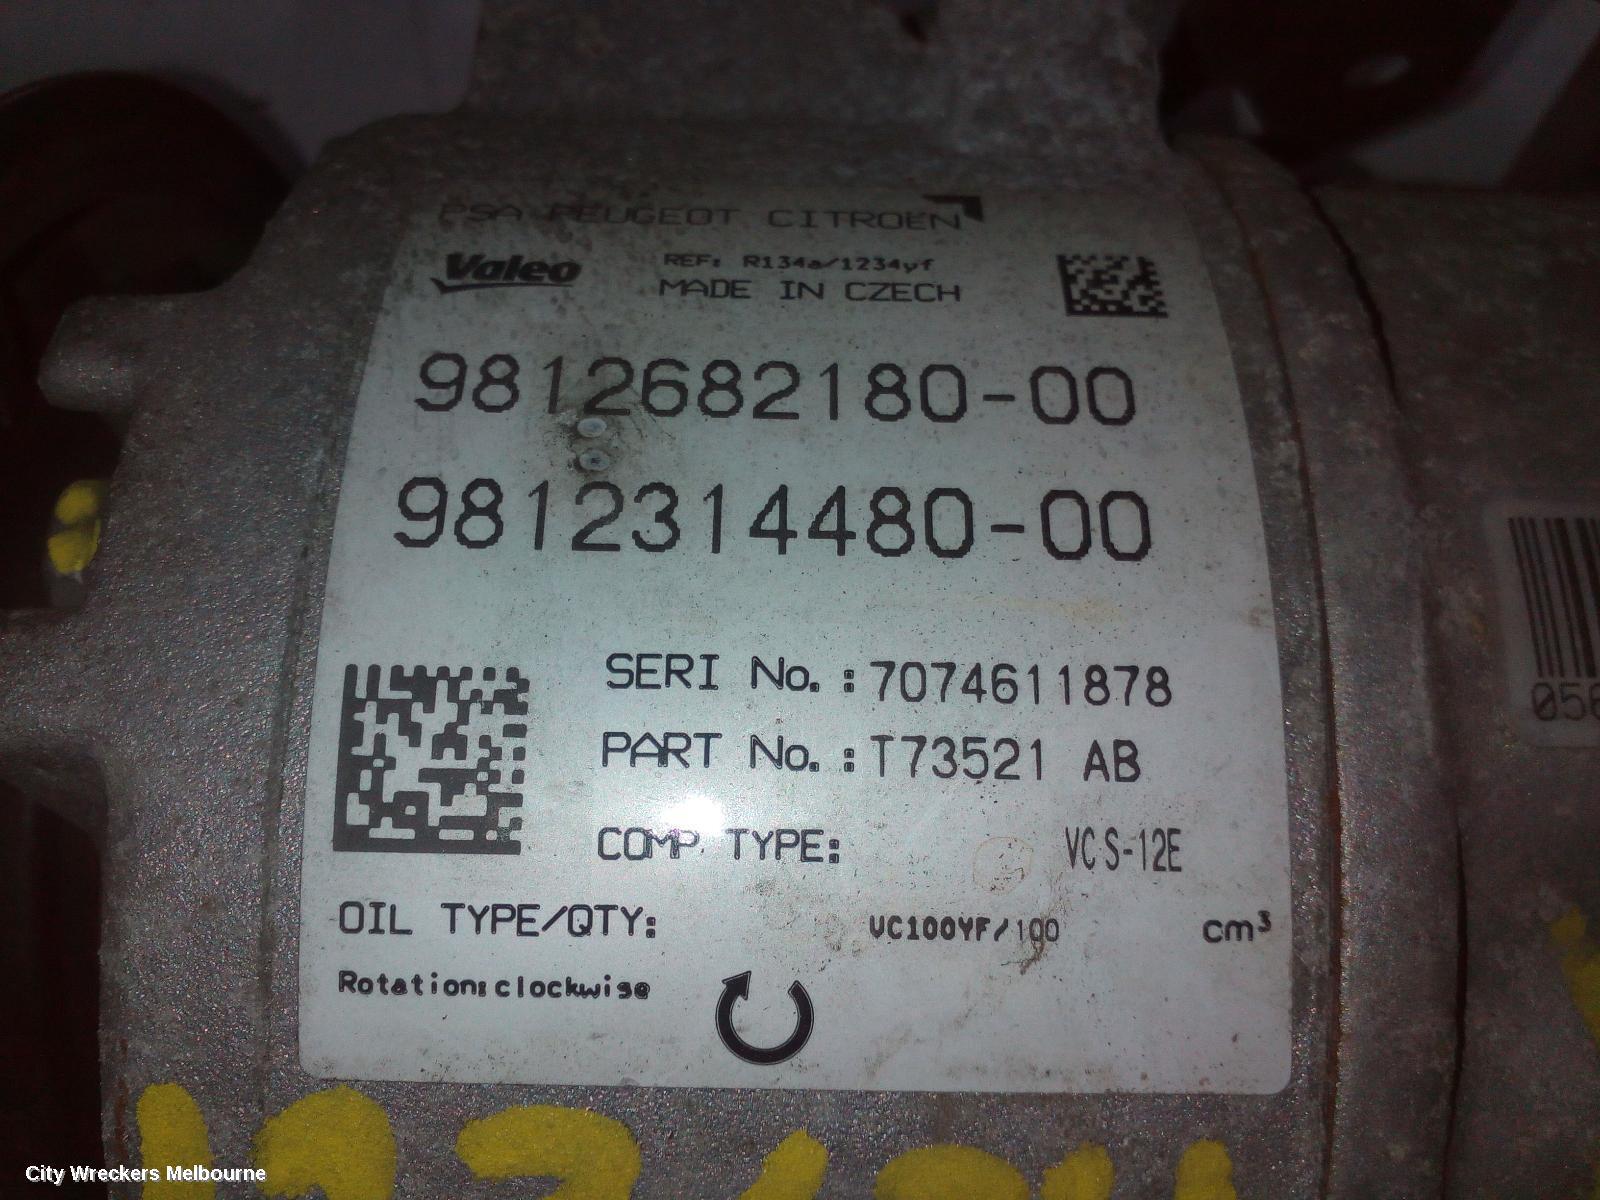 PSA PEUGEOT CITROËN
Valeo
REF: R134a/1234yf
MADE IN CZECH
9812682180-00
9812314480-00
SERI No.:7074611878
PART No.:T73521 AB
COMP. TYPE: VCS-12E
OIL TYPE/QTY: VC100YF/100 cm³
Rotation:clockwise
City Wreckers Melbourne